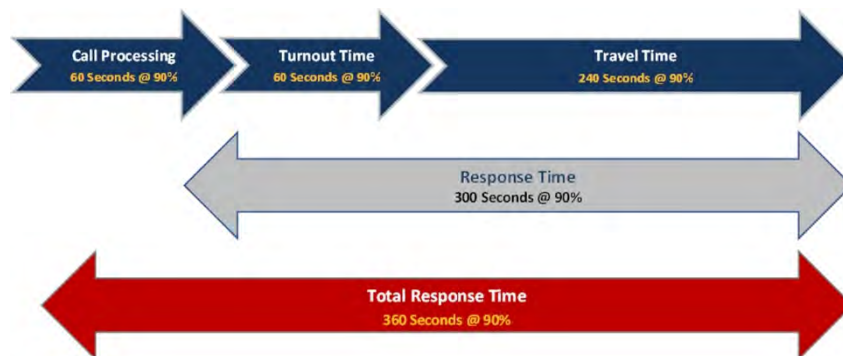 Call Processing
60 Seconds @ 90%
Turnout Time
60 Seconds @ 90%
Travel Time
240 Seconds @ 90%
Response Time
300 Seconds @ 90%
Total Response Time
360 Seconds @ 90%